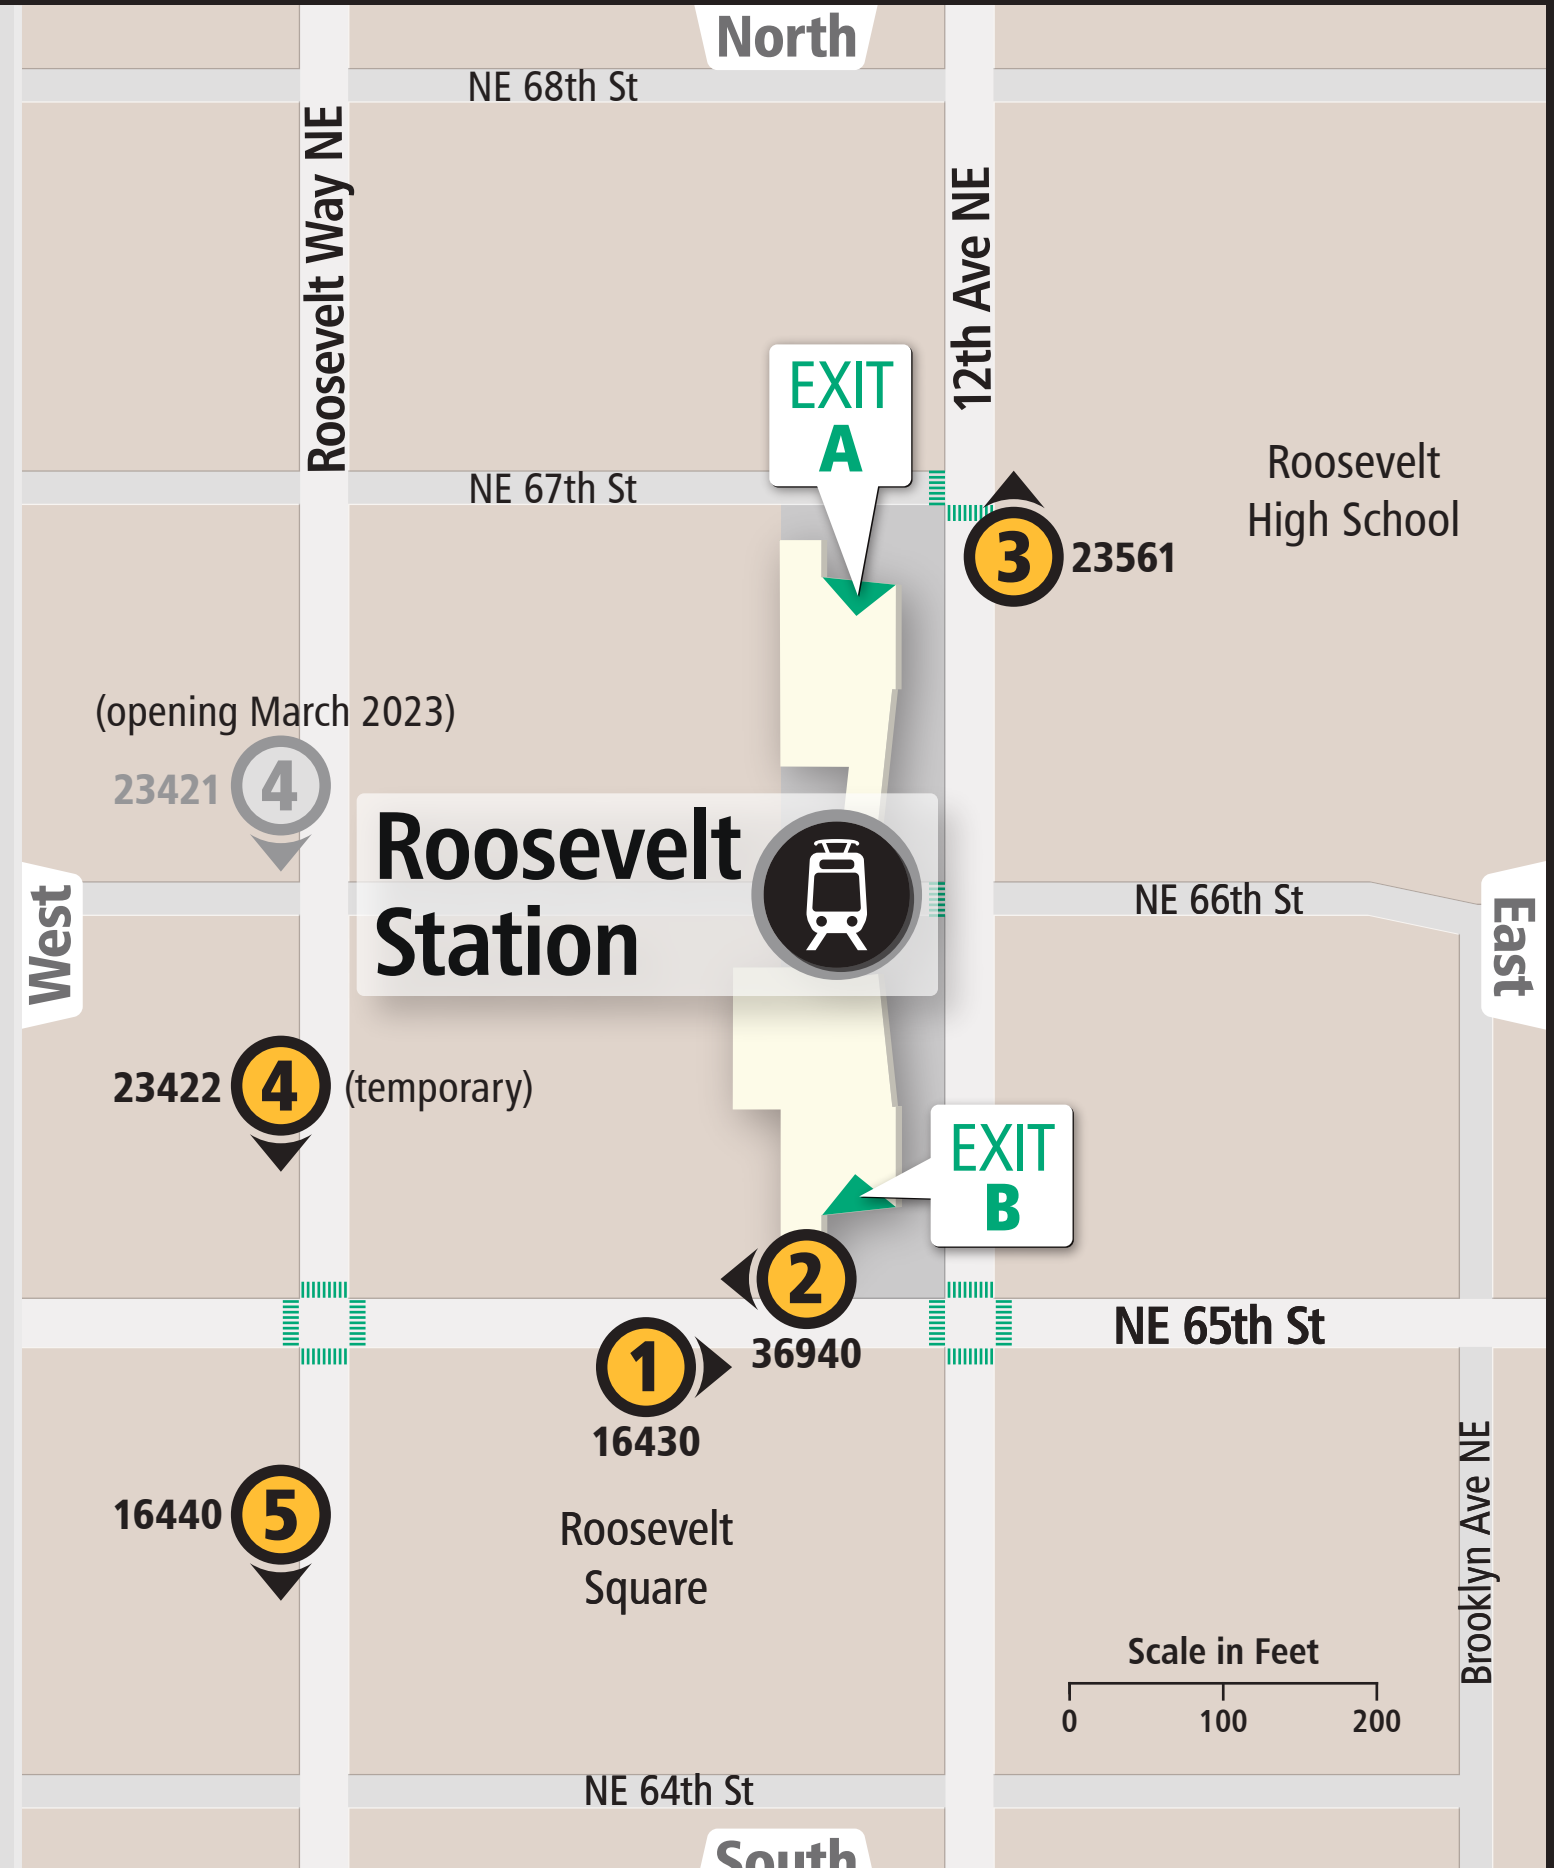 North
NE 68th St
Roosevelt Way NE
12th Ave NE
EXIT
A
Roosevelt
High School
NE 67th St
3
23561
(opening March 2023)
23421
4
Roosevelt
Station
West
NE 66th St
East
23422
4
(temporary)
EXIT
B
2
36940
NE 65th St
1
16430
16440
5
Roosevelt
Square
Brooklyn Ave NE
Scale in Feet
0
100
200
NE 64th St
South